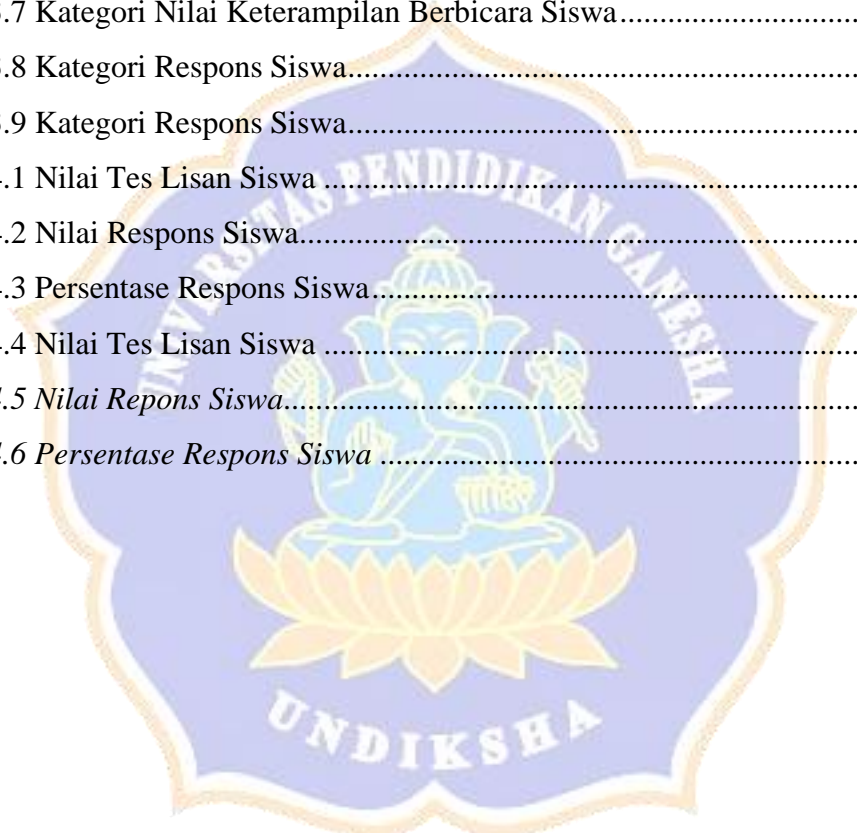 .7 Kategori Nilai Keterampilan Berbicara Siswa....................................
.8 Kategori Respons Siswa....................................................................
.9 Kategori Respons Siswa....................................................................
.1 Nilai Tes Lisan Siswa .......................................................................
.2 Nilai Respons Siswa..........................................................................
.3 Persentase Respons Siswa.................................................................
.4 Nilai Tes Lisan Siswa .......................................................................
.5 Nilai Repons Siswa............................................................................
.6 Persentase Respons Siswa ................................................................
UNIVERSITAS PENDIDIKAN GANESHA
UNDIKSHA